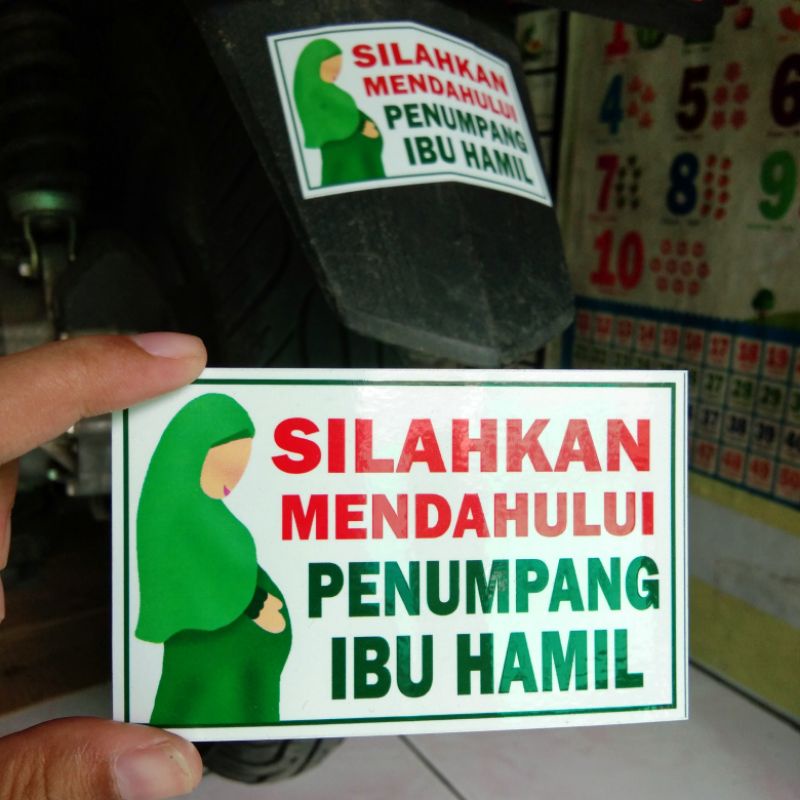 SILAHKAN
MENDAHULUI
PENUMPANG
IBU HAMIL
4 5 6
7 8 9
10
SILAHKAN
MENDAHULUI
PENUMPANG
IBU HAMIL